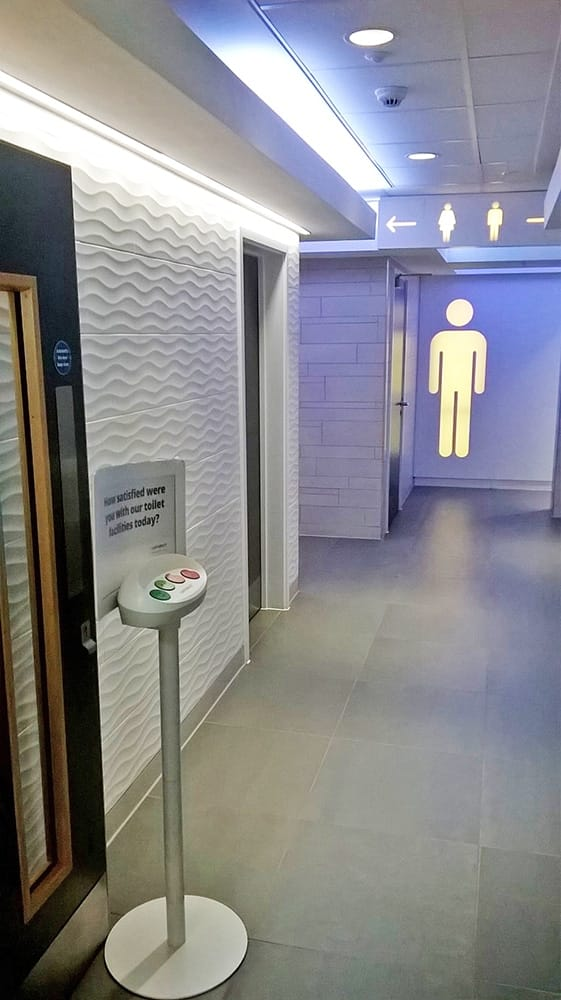 How satisfied were
you with our toilet
facilities today?